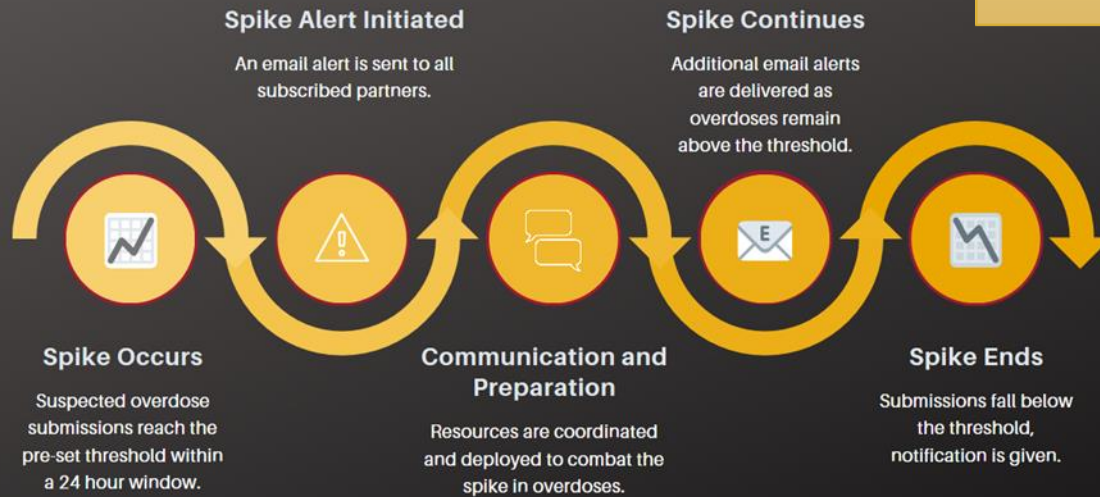 Spike Alert Initiated
An email alert is sent to all
subscribed partners.
Spike Continues
Additional email alerts
are delivered as
overdoses remain
above the threshold.
E
Spike Occurs
Suspected overdose
submissions reach the
pre-set threshold within
a 24 hour window.
Communication and
Preparation
Resources are coordinated
and deployed to combat the
spike in overdoses.
Spike Ends
Submissions fall below
the threshold,
notification is given.